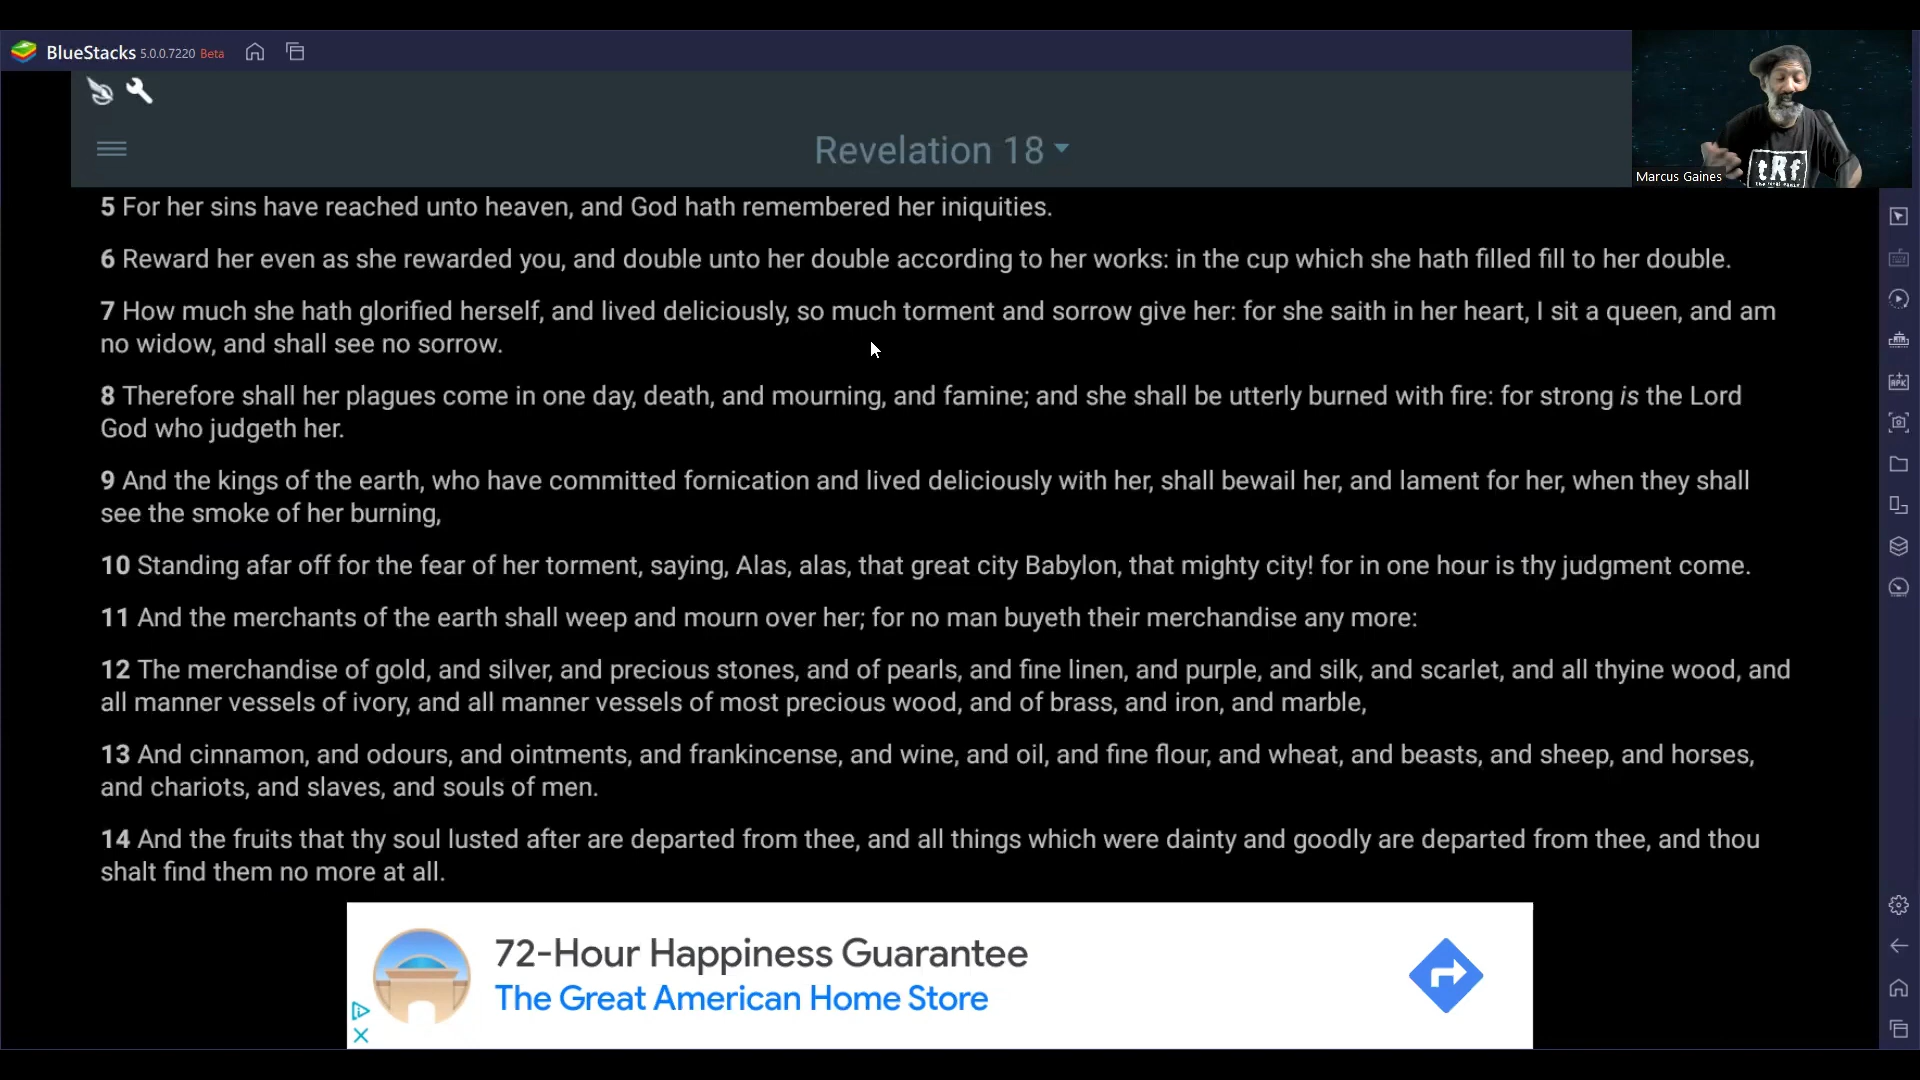 BlueStacks 5.0.0.7220 Beta
Revelation 18
Marcus Gaines
tRf
5 For her sins have reached unto heaven, and God hath remembered her iniquities.
6 Reward her even as she rewarded you, and double unto her double according to her works: in the cup which she hath filled fill to her double.
7 How much she hath glorified herself, and lived deliciously, so much torment and sorrow give her: for she saith in her heart, I sit a queen, and am
no widow, and shall see no sorrow.
8 Therefore shall her plagues come in one day, death, and mourning, and famine; and she shall be utterly burned with fire: for strong is the Lord
God who judgeth her.
9 And the kings of the earth, who have committed fornication and lived deliciously with her, shall bewail her, and lament for her, when they shall
see the smoke of her burning,
10 Standing afar off for the fear of her torment, saying, Alas, alas, that great city Babylon, that mighty city! for in one hour is thy judgment come.
11 And the merchants of the earth shall weep and mourn over her; for no man buyeth their merchandise any more:
12 The merchandise of gold, and silver, and precious stones, and of pearls, and fine linen, and purple, and silk, and scarlet, and all thyine wood, and
all manner vessels of ivory, and all manner vessels of most precious wood, and of brass, and iron, and marble,
13 And cinnamon, and odours, and ointments, and frankincense, and wine, and oil, and fine flour, and wheat, and beasts, and sheep, and horses,
and chariots, and slaves, and souls of men.
14 And the fruits that thy soul lusted after are departed from thee, and all things which were dainty and goodly are departed from thee, and thou
shalt find them no more at all.
72-Hour Happiness Guarantee
The Great American Home Store